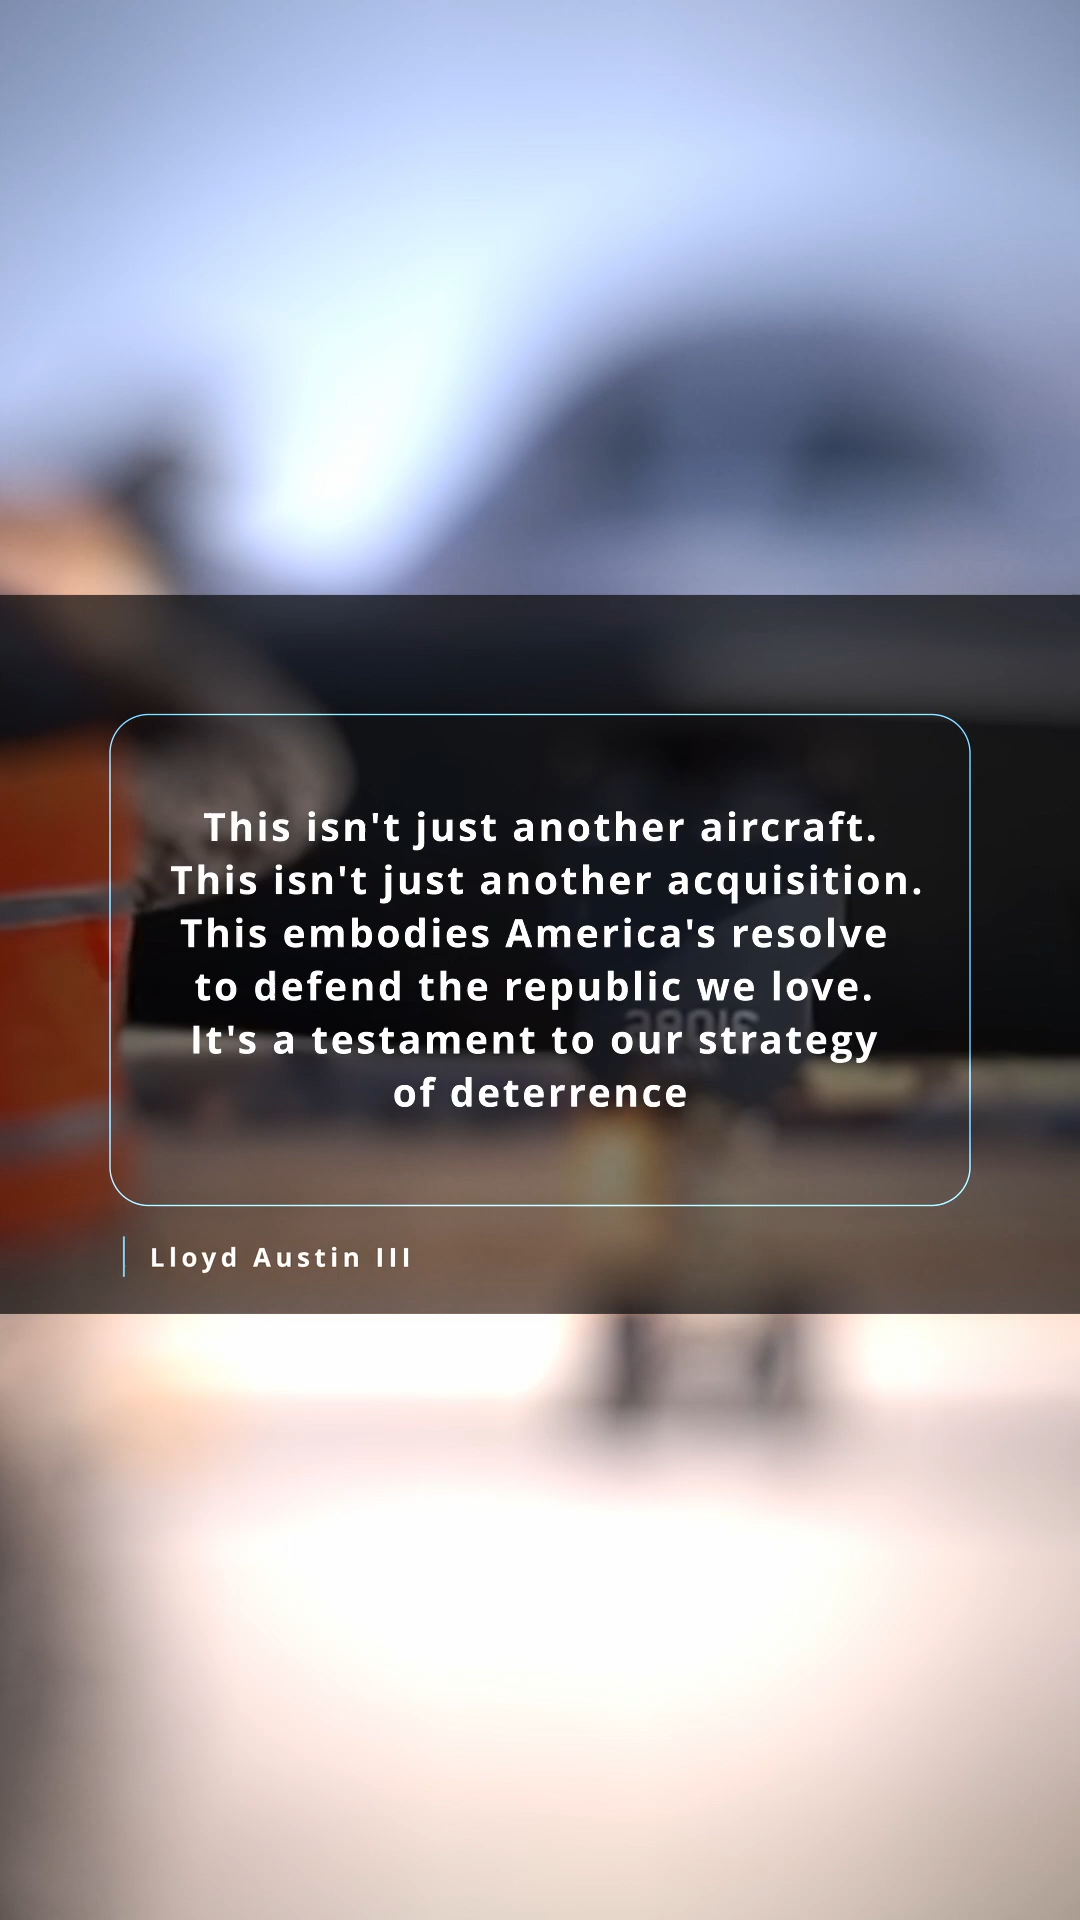 This isn't just another aircraft.
This isn't just another acquisition.
This embodies America's resolve
to defend the republic we love.
It's a testament to our strategy
of deterrence
Lloyd Austin III